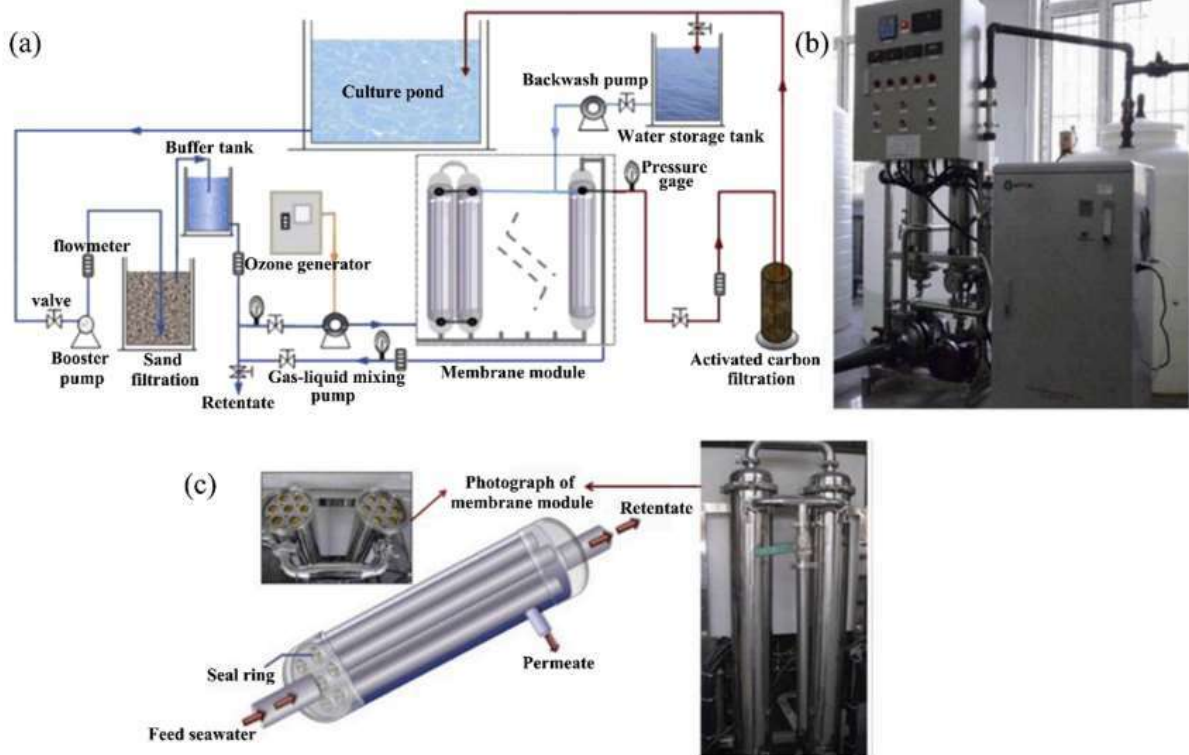 (a)
Culture pond
Backwash pump
Water storage tank
Buffer tank
Pressure
gage
flowmeter
Ozone generator
valve
Booster
pump
Sand
filtration
Gas-liquid mixing
pump
Membrane module
Activated carbon
filtration
Retentate
(b)
(c)
Photograph of
membrane module
Retentate
Permeate
Seal ring
Feed seawater